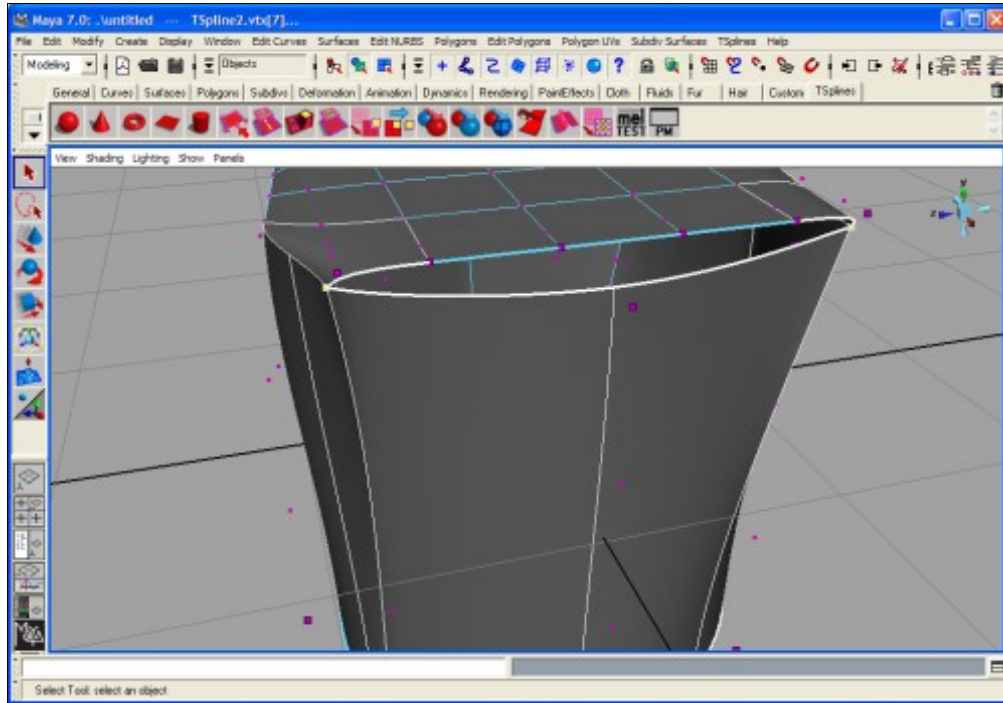 Maya 7.0: .\untitled --- TSpline2.vtx[7]...
File Edit Modify Create Display Window Edit Curves Surfaces Edit NURBS Polygons Edit Polygons Polygon UVs Subdiv Surfaces TSplines Help
Modeling Objects
General Curves Surfaces Polygons Subdivs Deformation Animation Dynamics Rendering PaintEffects Cloth Fluids Fur Hair Custom TSplines
mel TEST PM
View Shading Lighting Show Panels
y
z
Select Tool: select an object